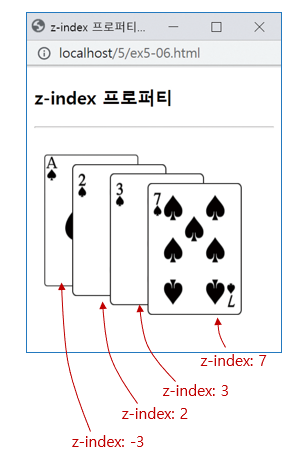 z-index 프로퍼티...
localhost/5/ex5-06.html
z-index 프로퍼티
A
2
3
7
7
z-index: 7
z-index: 3
z-index: 2
z-index: -3